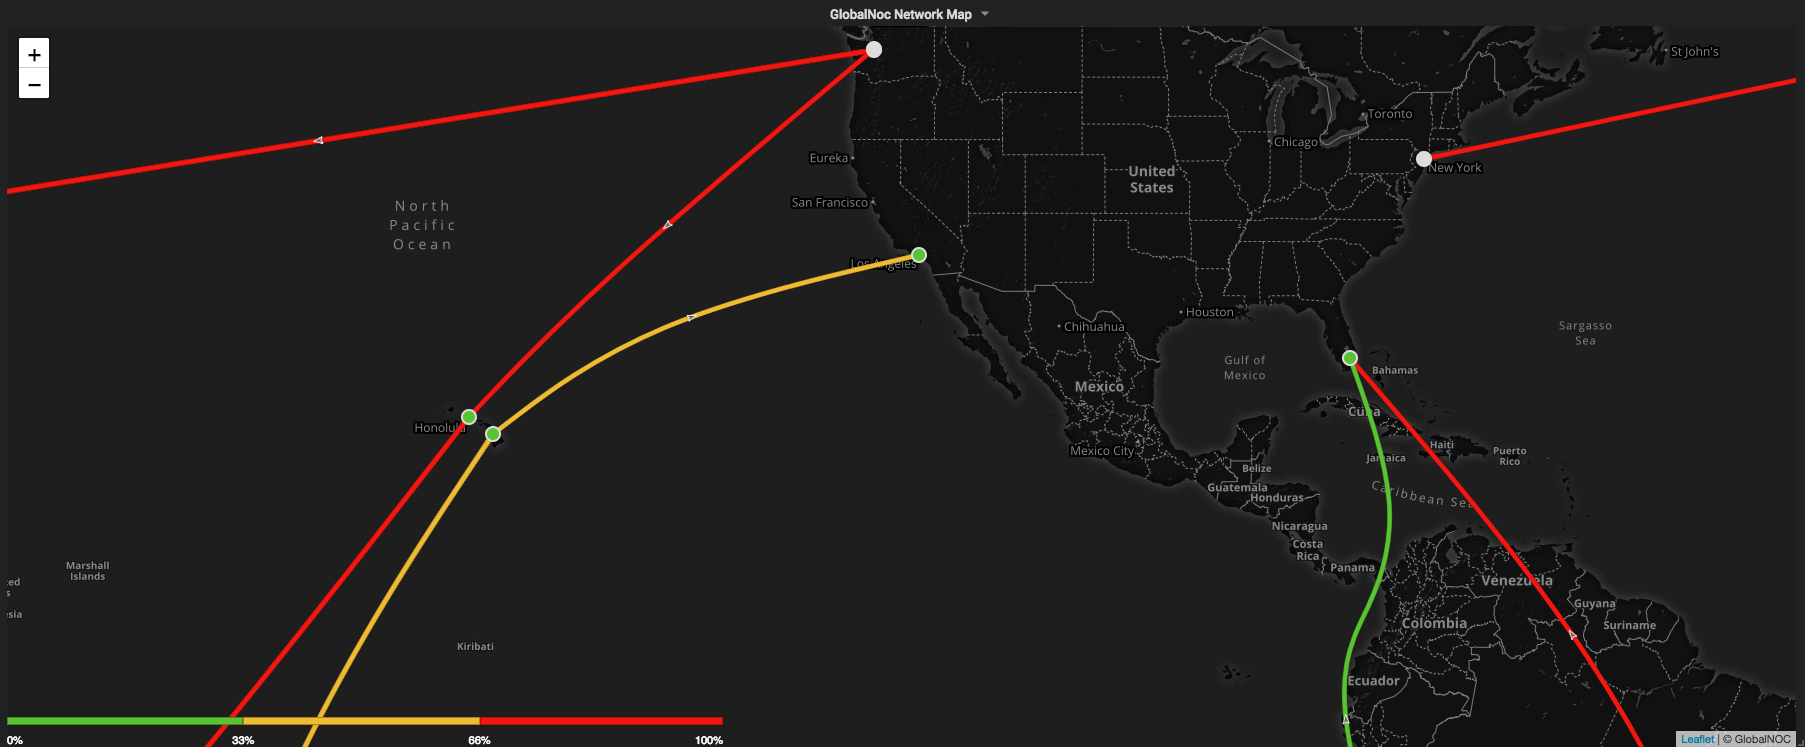 GlobalNoc Network Map
+
−
St John's
Toronto
Chicago
New York
Eureka
United
States
San Francisco
North
Pacific
Ocean
Los Angeles
Houston
Chihuahua
Sargasso
Sea
Gulf of
Mexico
Bahamas
Mexico
Cuba
Honolulu
Haiti
Puerto
Rico
Mexico City
Jamaica
Belize
Guatemala
Honduras
Caribbean Sea
Nicaragua
Costa
Rica
Panama
Marshall
Islands
Venezuela
Guyana
Suriname
Colombia
Kiribati
Ecuador
0%
33%
66%
100%
Leaflet | © GlobalNOC